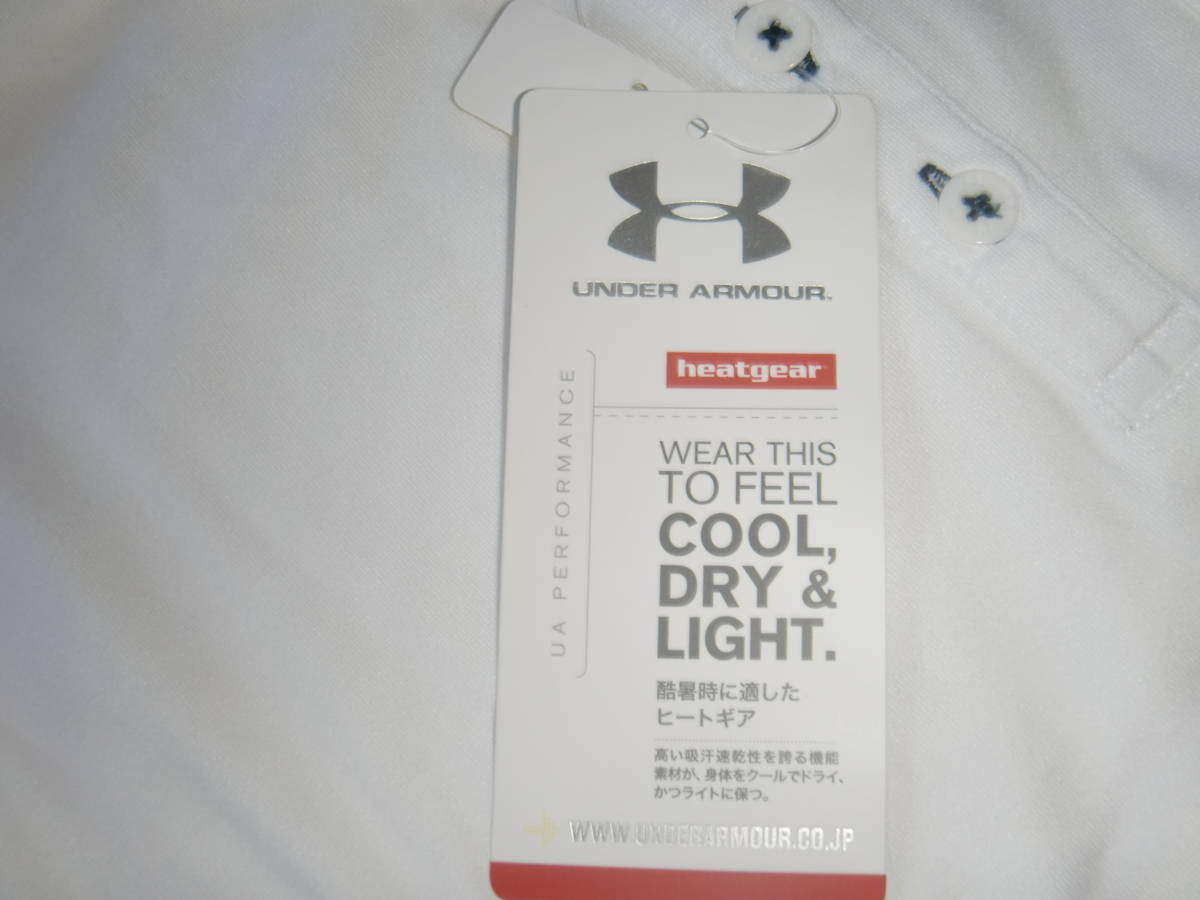 UNDER ARMOUR.
heatgear
UA PERFORMANCE
WEAR THIS
TO FEEL
COOL,
DRY &
LIGHT.
酷暑時に適した
ヒートギア
高い吸汗速乾性を誇る機能
素材が、身体をクールでドライ、
かつライトに保つ。
WWW.UNDERARMOUR.CO.JP